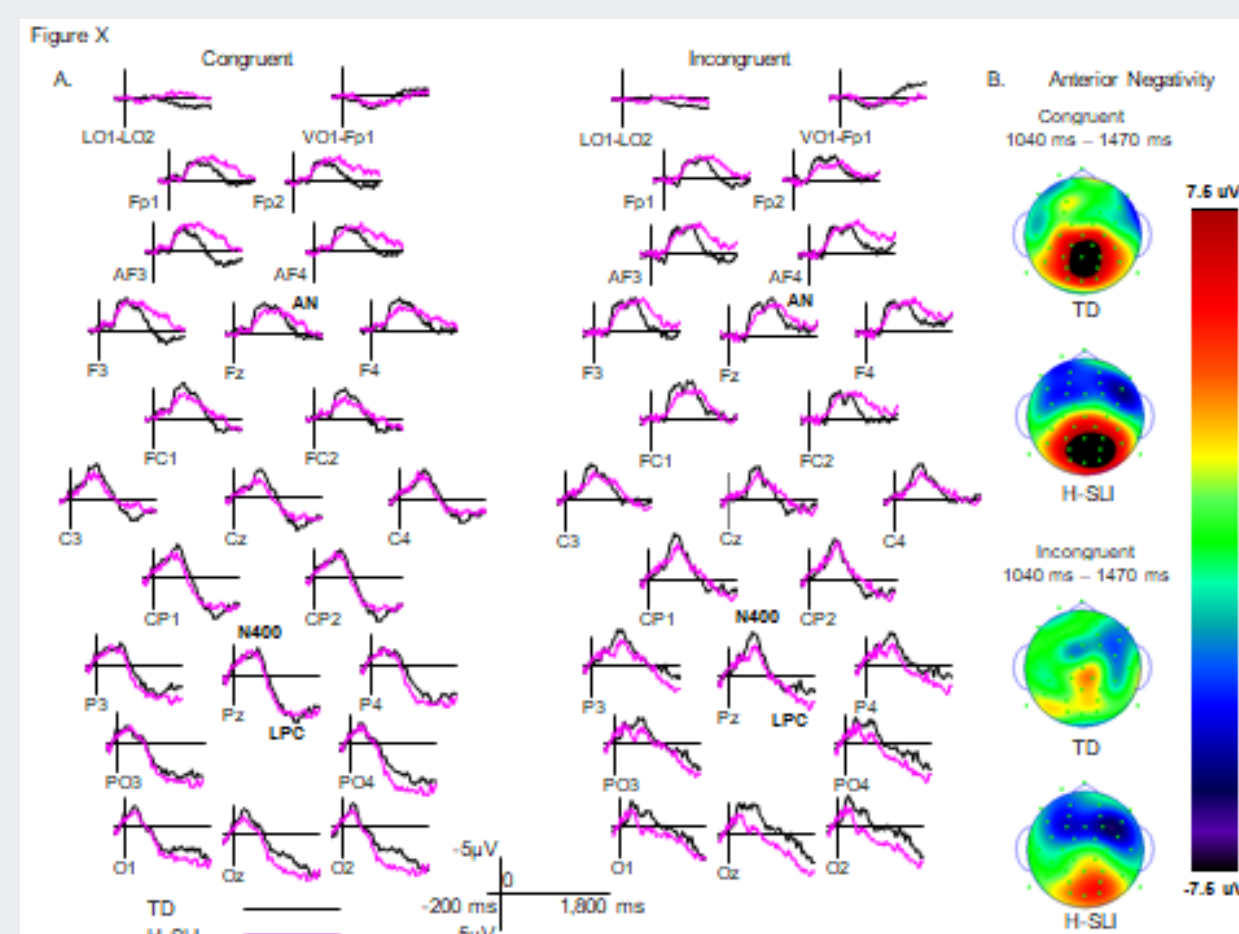 Figure X
Congruent
Incongruent
A.
B. Anterior Negativity
LO1-LO2 VO1-Fp1
LO1-LO2 VO1-Fp1
Congruent
1040 ms – 1470 ms
Fp1 Fp2
Fp1 Fp2
7.5 uV
AF3 AF4
AF3 AF4
AN
AN
TD
F3 Fz F4
F3 Fz F4
FC1 FC2
FC1 FC2
H-SLI
C3 Cz C4
C3 Cz C4
Incongruent
1040 ms – 1470 ms
CP1 CP2
CP1 CP2
N400
N400
P3 Pz P4
P3 Pz P4
LPC
LPC
TD
PO3 PO4
PO3 PO4
O1 Oz O2
O1 Oz O2
-5µV
0
-200 ms 1,800 ms
5µV
-7.5 uV
TD
H-SLI
H-SLI